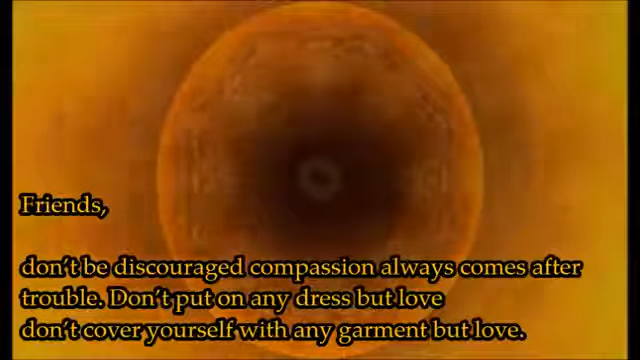 Friends,
don't be discouraged compassion always comes after
trouble. Don't put on any dress but love
don't cover yourself with any garment but love.